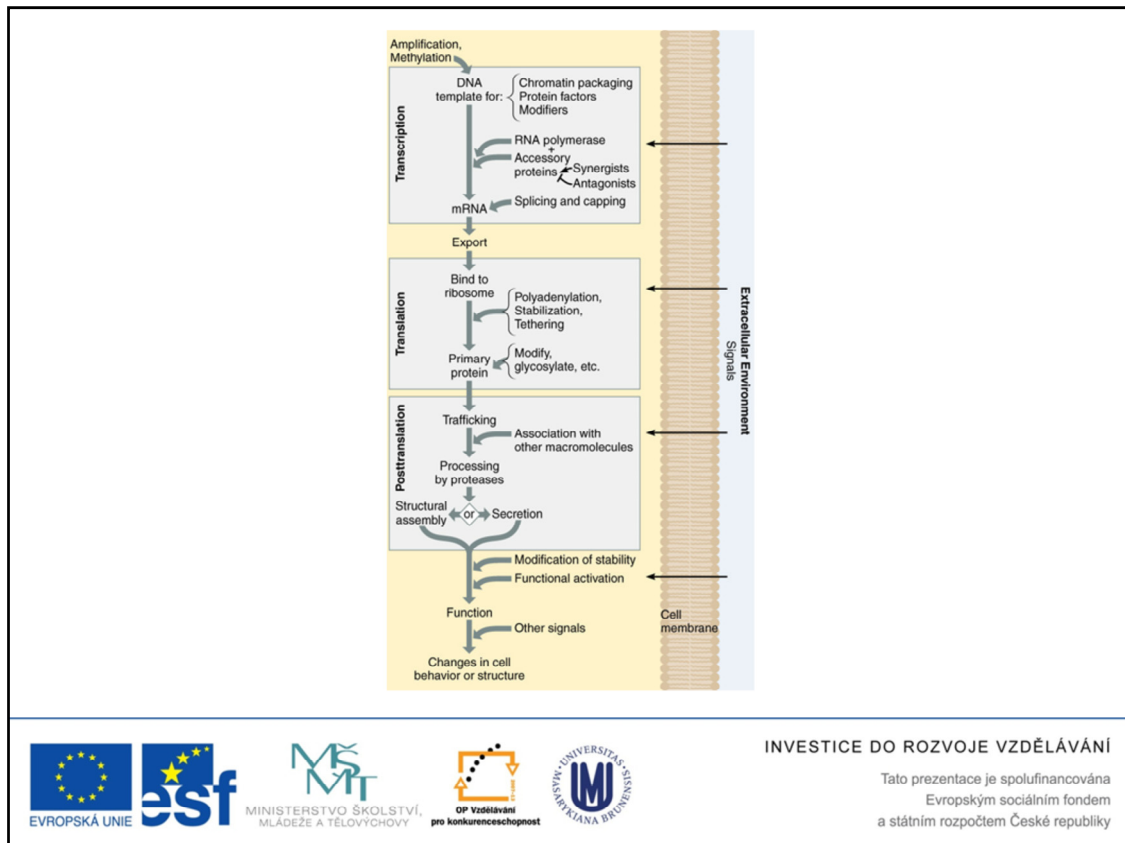 Amplification,
Methylation
DNA
template for:
Chromatin packaging
Protein factors
Modifiers
Transcription
RNA polymerase
+
Accessory
proteins
Synergists
Antagonists
mRNA
Splicing and capping
Export
Bind to
ribosome
Polyadenylation,
Stabilization,
Tethering
Translation
Primary
protein
Modify,
glycosylate, etc.
Trafficking
Association with
other macromolecules
Posttranslation
Processing
by proteases
Structural
assembly
or
Secretion
Modification of stability
Functional activation
Function
Other signals
Changes in cell
behavior or structure
Cell
membrane
Extracellular Environment
Signals
EVROPSKÁ UNIE
esf
MŠMT
MINISTERSTVO ŠKOLSTVÍ,
MLÁDEŽE A TĚLOVÝCHOVY
2007-13
OP Vzdělávání
pro konkurenceschopnost
UNIVERSITAS
MASARYKIANA BRUNENSIS
INVESTICE DO ROZVOJE VZDĚLÁVÁNÍ
Tato prezentace je spolufinancována
Evropským sociálním fondem
a státním rozpočtem České republiky